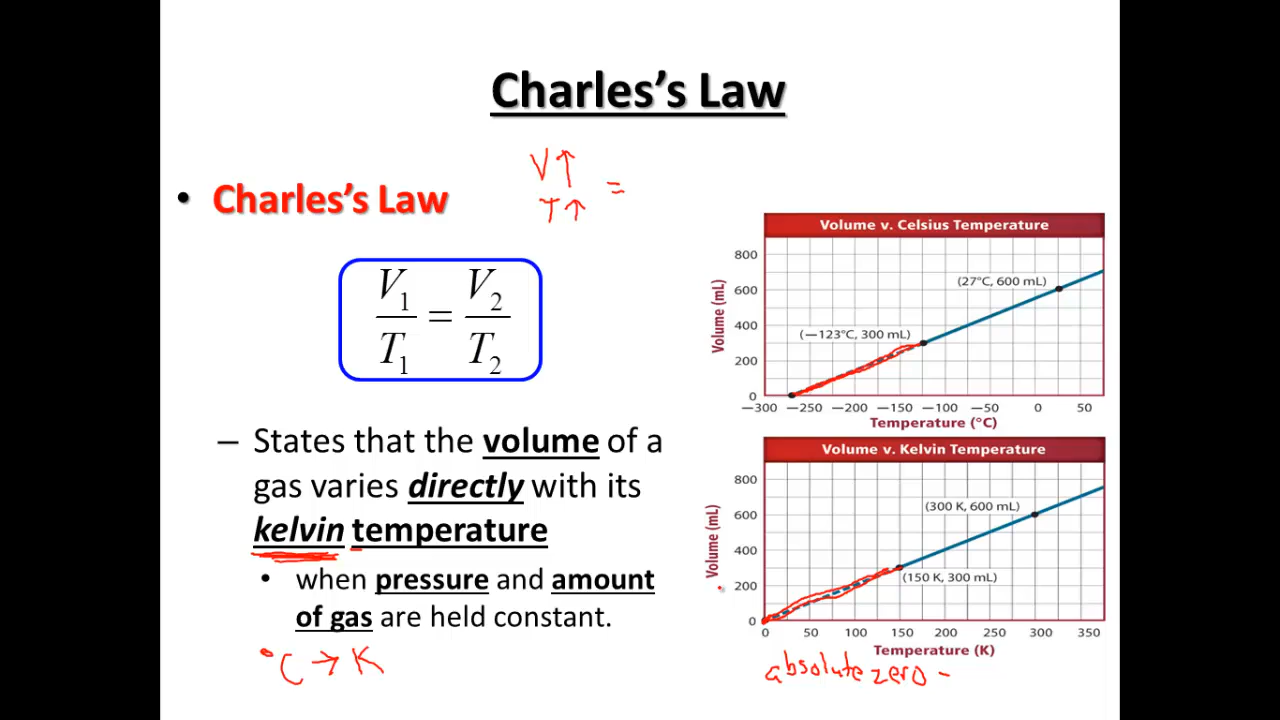 Charles's Law
V↑
T↑ =
• Charles's Law
V₁/T₁ = V₂/T₂
– States that the volume of a
gas varies directly with its
kelvin temperature
• when pressure and amount
of gas are held constant.
°C → K
Volume v. Celsius Temperature
Volume (mL)
800
600
400
200
0
(27°C, 600 mL)
(—123°C, 300 mL)
—300 —250 —200 —150 —100 —50 0 50
Temperature (°C)
Volume v. Kelvin Temperature
Volume (mL)
800
600
400
200
0
(300 K, 600 mL)
(150 K, 300 mL)
0 50 100 150 200 250 300 350
Temperature (K)
absolute zero -